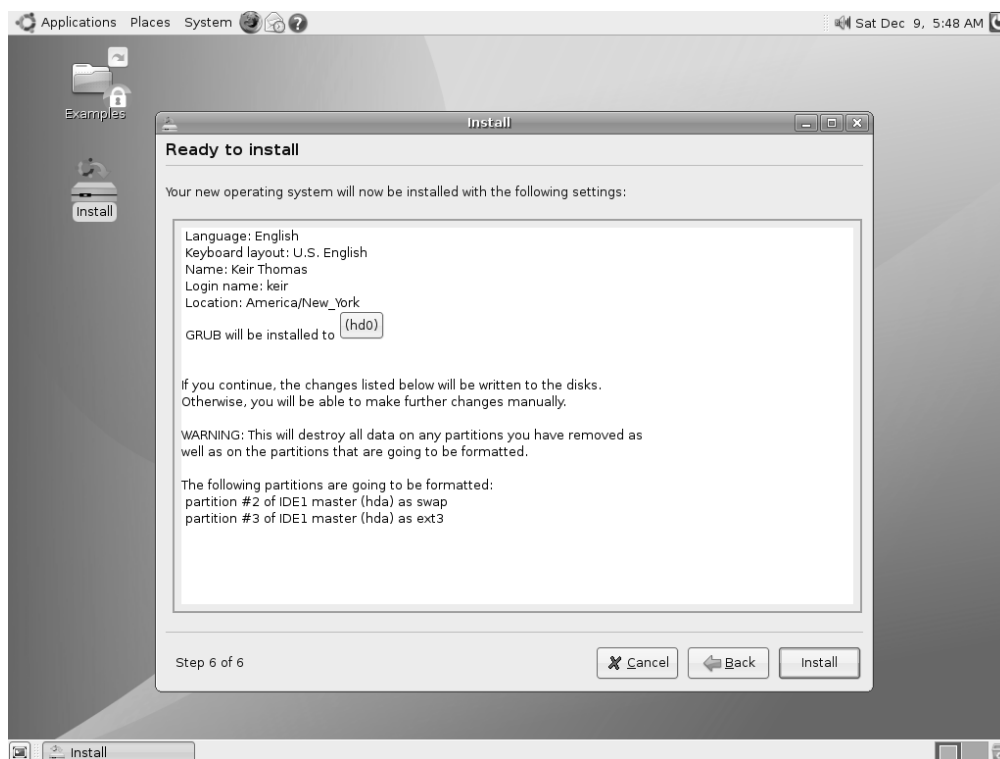 Applications Places System Sat Dec 9, 5:48 AM
Examples
Install
Install
Ready to install
Your new operating system will now be installed with the following settings:
Language: English
Keyboard layout: U.S. English
Name: Keir Thomas
Login name: keir
Location: America/New_York
GRUB will be installed to (hd0)
If you continue, the changes listed below will be written to the disks.
Otherwise, you will be able to make further changes manually.
WARNING: This will destroy all data on any partitions you have removed as
well as on the partitions that are going to be formatted.
The following partitions are going to be formatted:
partition #2 of IDE1 master (hda) as swap
partition #3 of IDE1 master (hda) as ext3
Step 6 of 6 Cancel Back Install
Install